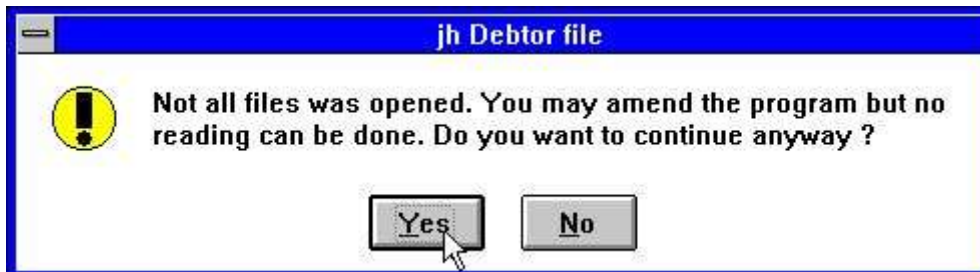 jh Debtor file
Not all files was opened. You may amend the program but no
reading can be done. Do you want to continue anyway ?
Yes No